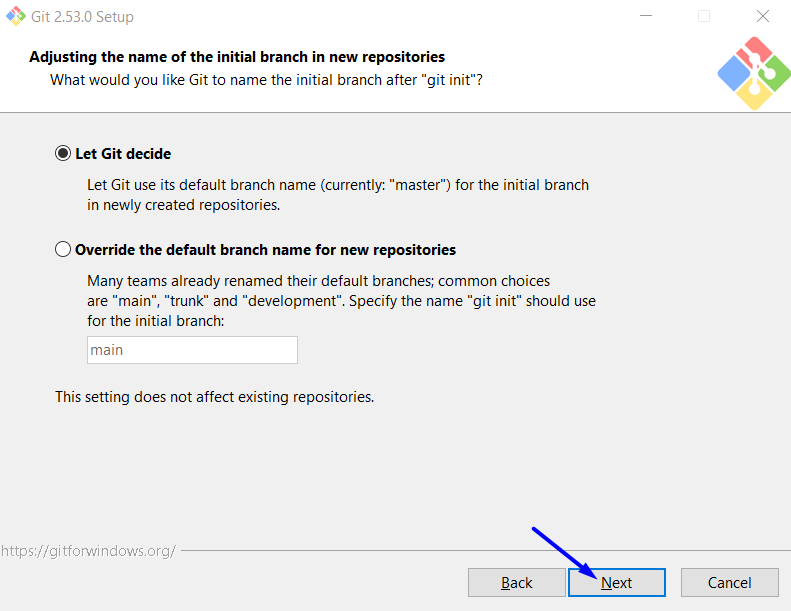 Git 2.53.0 Setup
Adjusting the name of the initial branch in new repositories
What would you like Git to name the initial branch after "git init"?
Let Git decide
Let Git use its default branch name (currently: "master") for the initial branch
in newly created repositories.
Override the default branch name for new repositories
Many teams already renamed their default branches; common choices
are "main", "trunk" and "development". Specify the name "git init" should use
for the initial branch:
main
This setting does not affect existing repositories.
https://gitforwindows.org/
Back
Next
Cancel